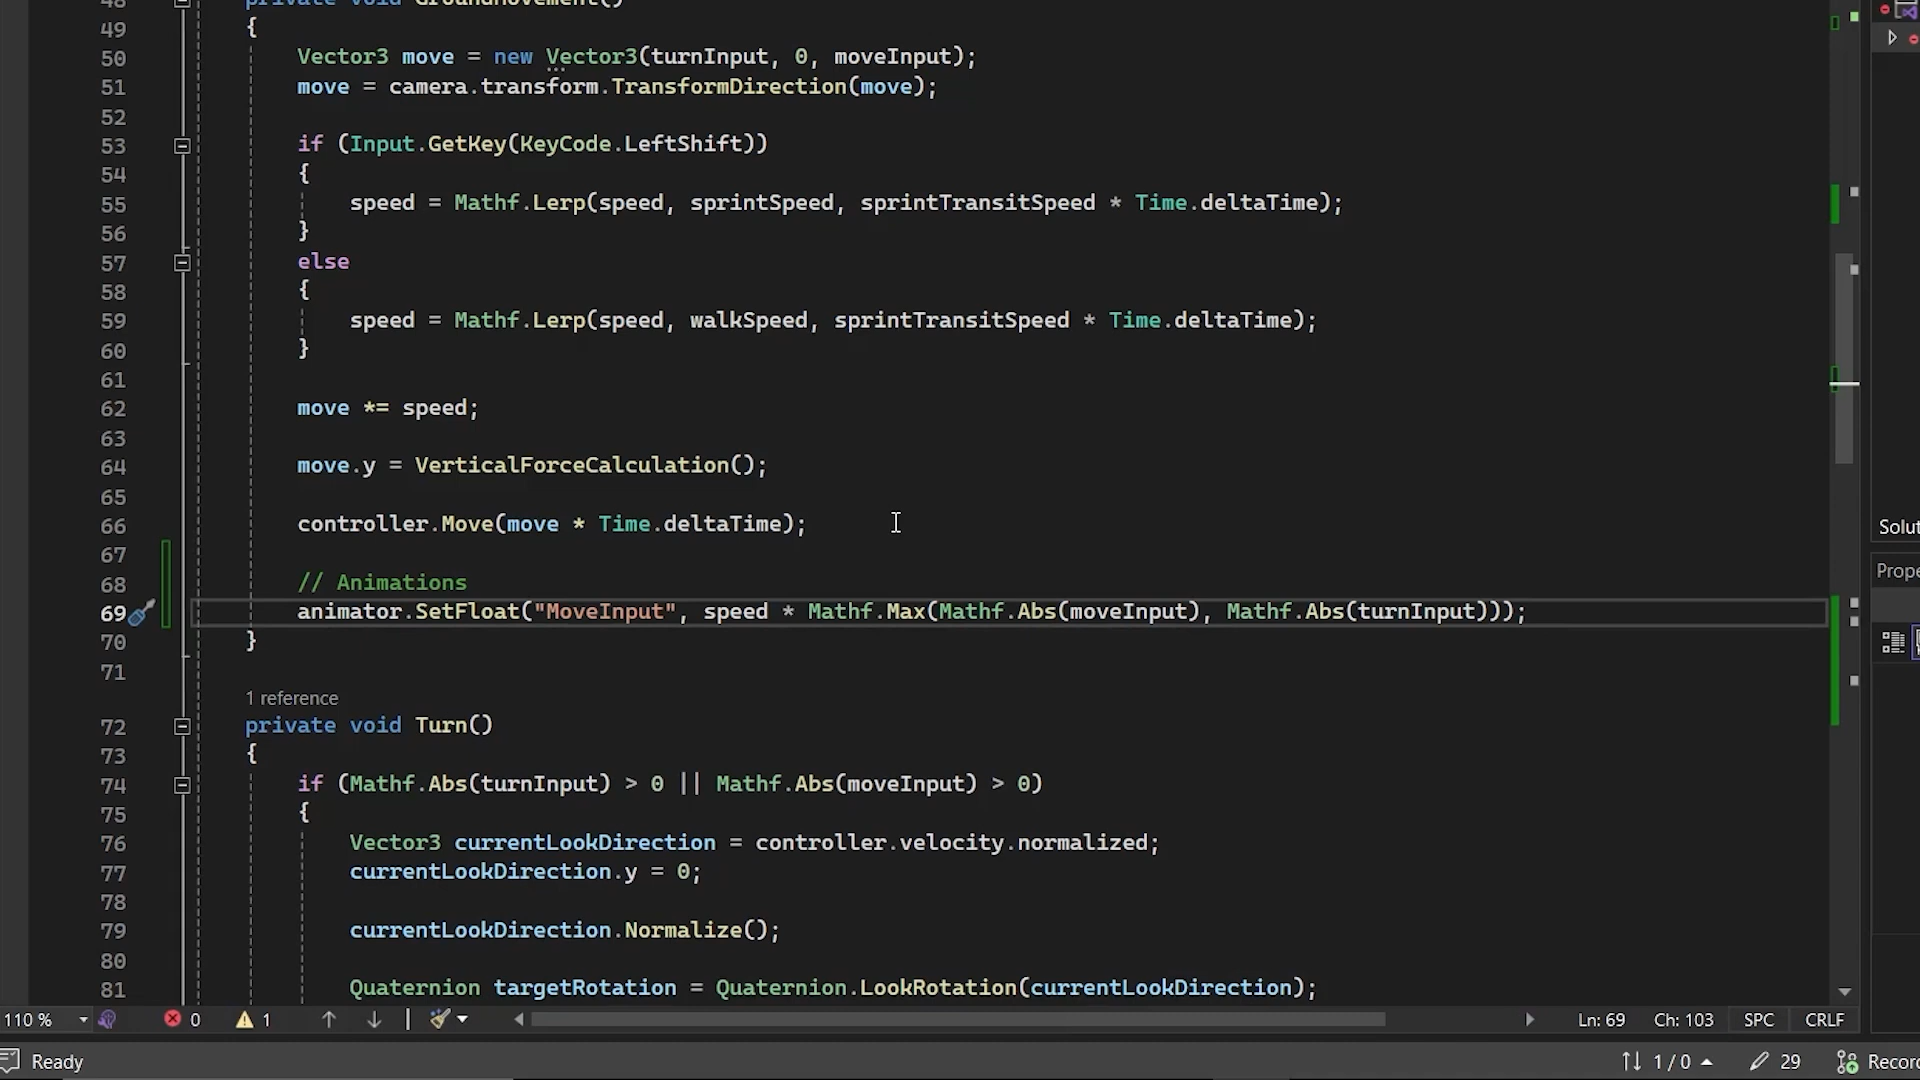 48 private void GroundMovement()
49 {
50 Vector3 move = new Vector3(turnInput, 0, moveInput);
51 move = camera.transform.TransformDirection(move);
52
53 if (Input.GetKey(KeyCode.LeftShift))
54 {
55 speed = Mathf.Lerp(speed, sprintSpeed, sprintTransitSpeed * Time.deltaTime);
56 }
57 else
58 {
59 speed = Mathf.Lerp(speed, walkSpeed, sprintTransitSpeed * Time.deltaTime);
60 }
61
62 move *= speed;
63
64 move.y = VerticalForceCalculation();
65
66 controller.Move(move * Time.deltaTime);
67
68 // Animations
69 animator.SetFloat("MoveInput", speed * Mathf.Max(Mathf.Abs(moveInput), Mathf.Abs(turnInput)));
70 }
71
1 reference
72 private void Turn()
73 {
74 if (Mathf.Abs(turnInput) > 0 || Mathf.Abs(moveInput) > 0)
75 {
76 Vector3 currentLookDirection = controller.velocity.normalized;
77 currentLookDirection.y = 0;
78
79 currentLookDirection.Normalize();
80
81 Quaternion targetRotation = Quaternion.LookRotation(currentLookDirection);
Solut
Prope
110 % 0 1 Ln: 69 Ch: 103 SPC CRLF
Ready 1 / 0 29 Recor